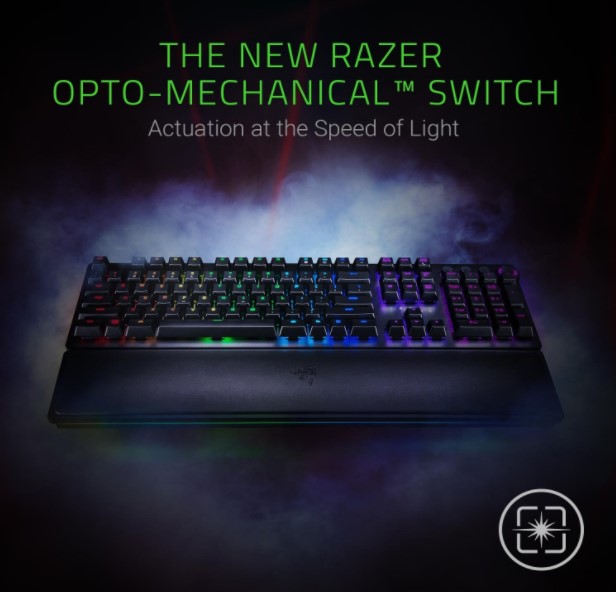 THE NEW RAZER
OPTO-MECHANICAL™ SWITCH
Actuation at the Speed of Light